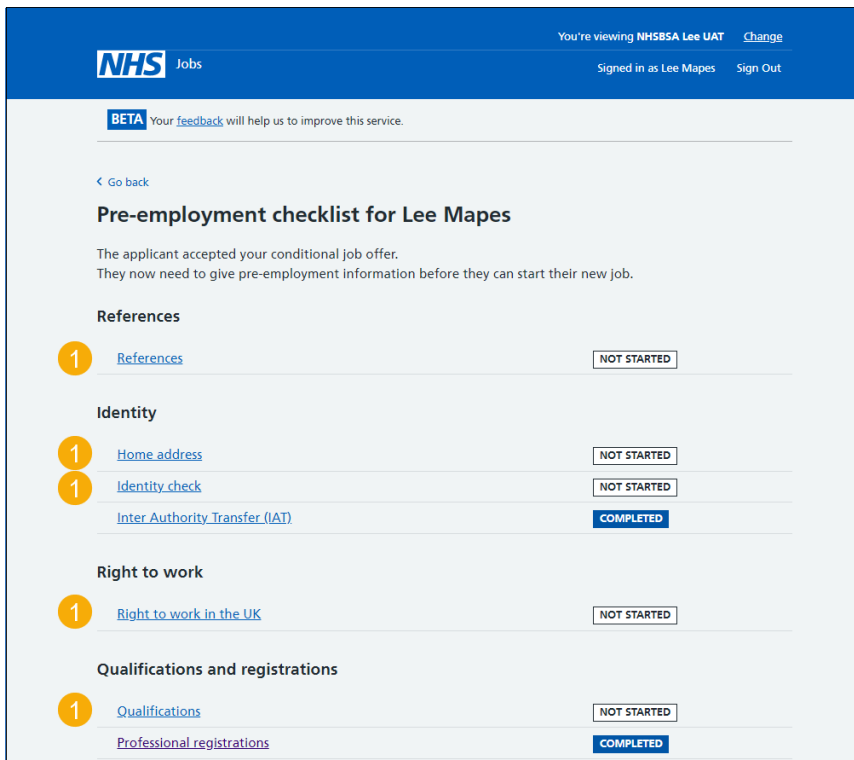 You're viewing NHSBSA Lee UAT Change
NHS Jobs Signed in as Lee Mapes Sign Out
BETA Your feedback will help us to improve this service.
Go back
Pre-employment checklist for Lee Mapes
The applicant accepted your conditional job offer.
They now need to give pre-employment information before they can start their new job.
References
1 References NOT STARTED
Identity
1 Home address NOT STARTED
1 Identity check NOT STARTED
Inter Authority Transfer (IAT) COMPLETED
Right to work
1 Right to work in the UK NOT STARTED
Qualifications and registrations
1 Qualifications NOT STARTED
Professional registrations COMPLETED